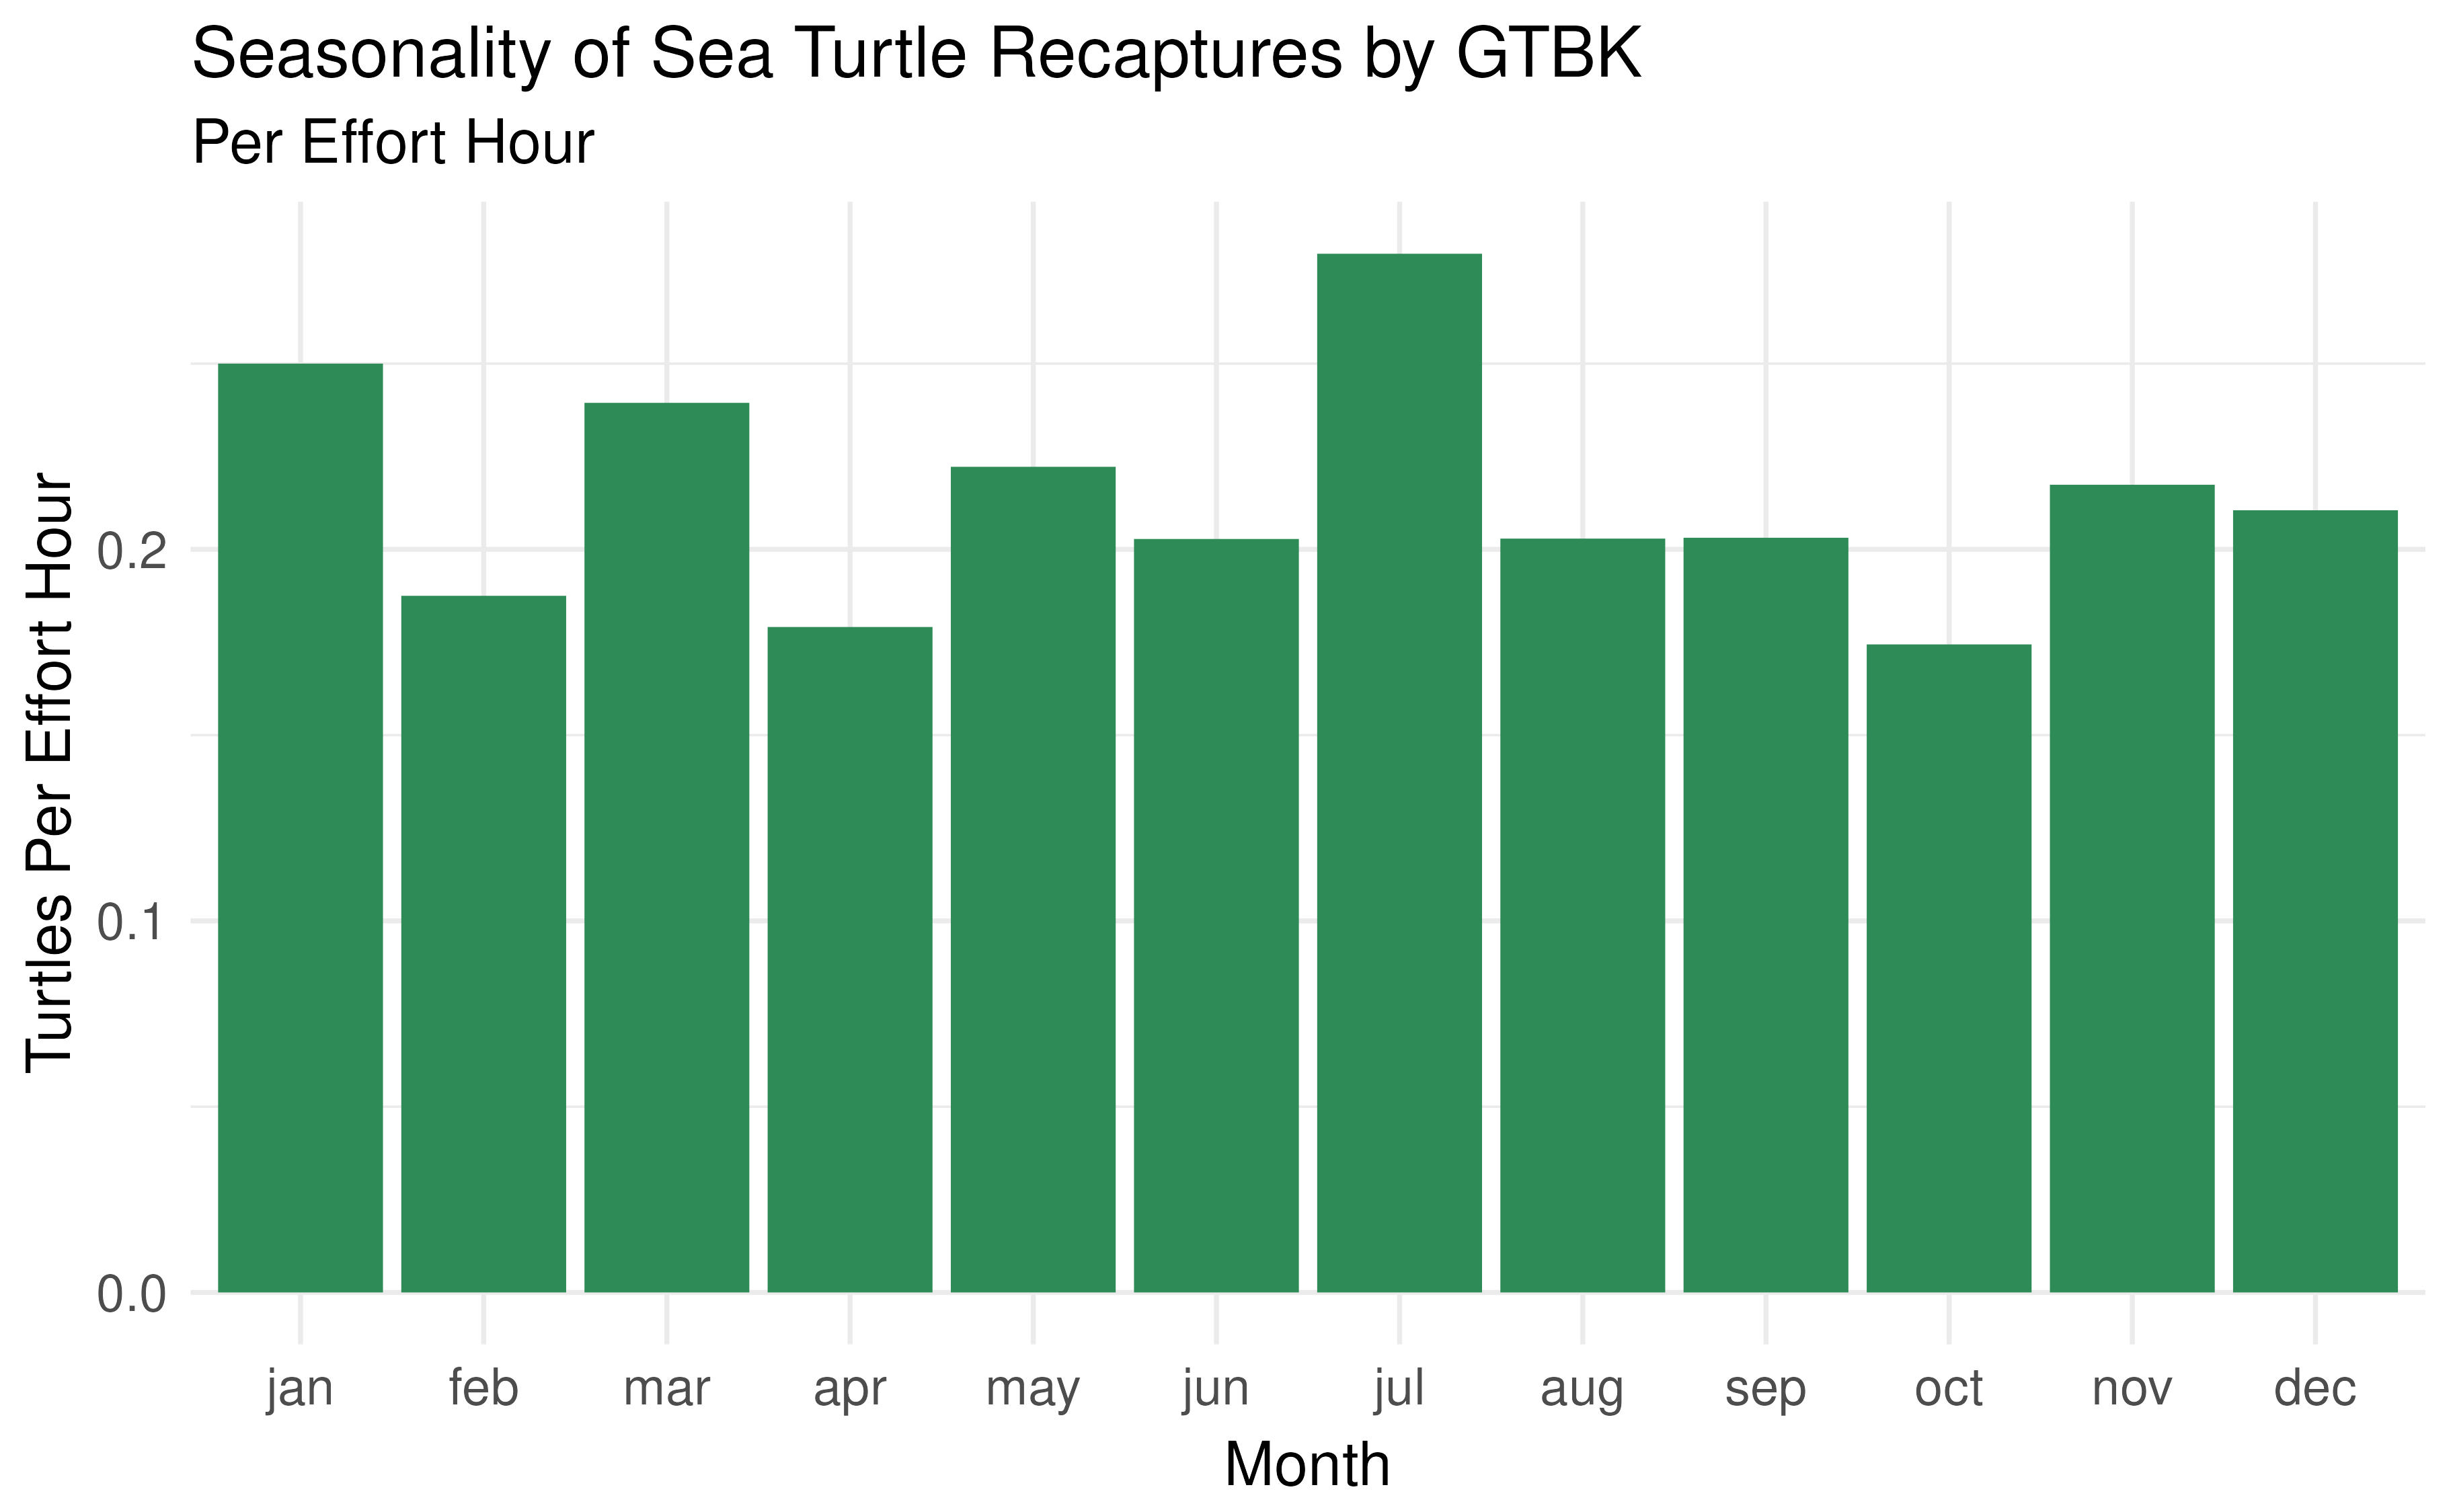 Seasonality of Sea Turtle Recaptures by GTBK
Per Effort Hour
Turtles Per Effort Hour
0.2
0.1
0.0
jan feb mar apr may jun jul aug sep oct nov dec
Month